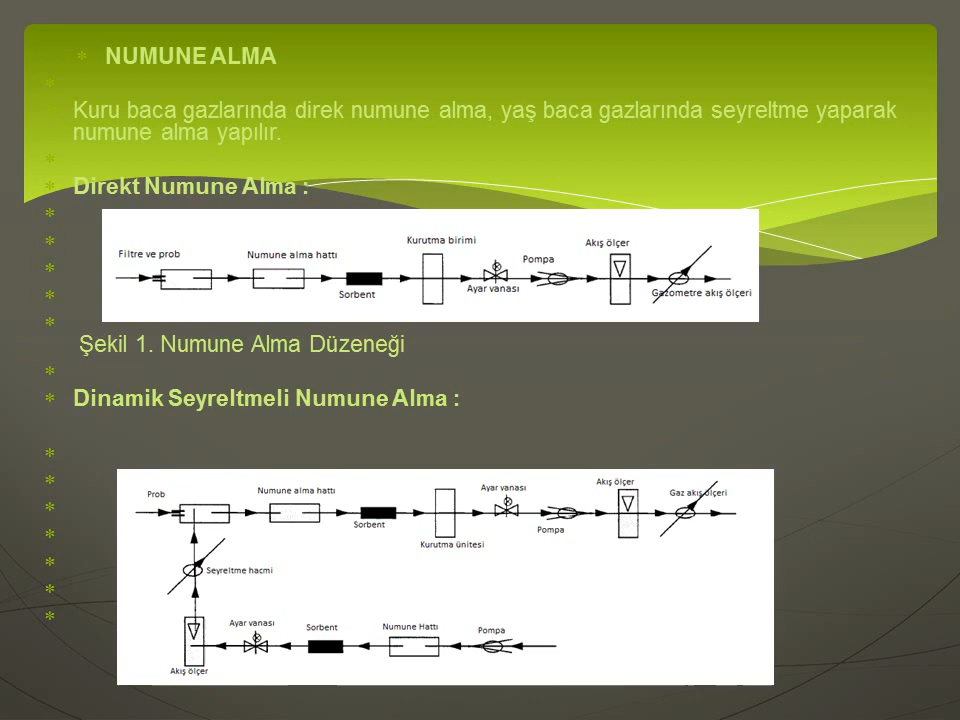 NUMUNE ALMA
Kuru baca gazlarında direk numune alma, yaş baca gazlarında seyreltme yaparak
numune alma yapılır.
Direkt Numune Alma :
Filtre ve prob
Numune alma hattı
Sorbent
Kurutma birimi
Ayar vanası
Pompa
Akış ölçer
Gazometre akış ölçeri
Şekil 1. Numune Alma Düzeneği
Dinamik Seyreltmeli Numune Alma :
Prob
Numune alma hattı
Sorbent
Kurutma ünitesi
Ayar vanası
Pompa
Akış ölçer
Gaz akış ölçeri
Seyreltme hacmi
Akış ölçer
Ayar vanası
Sorbent
Numune Hattı
Pompa